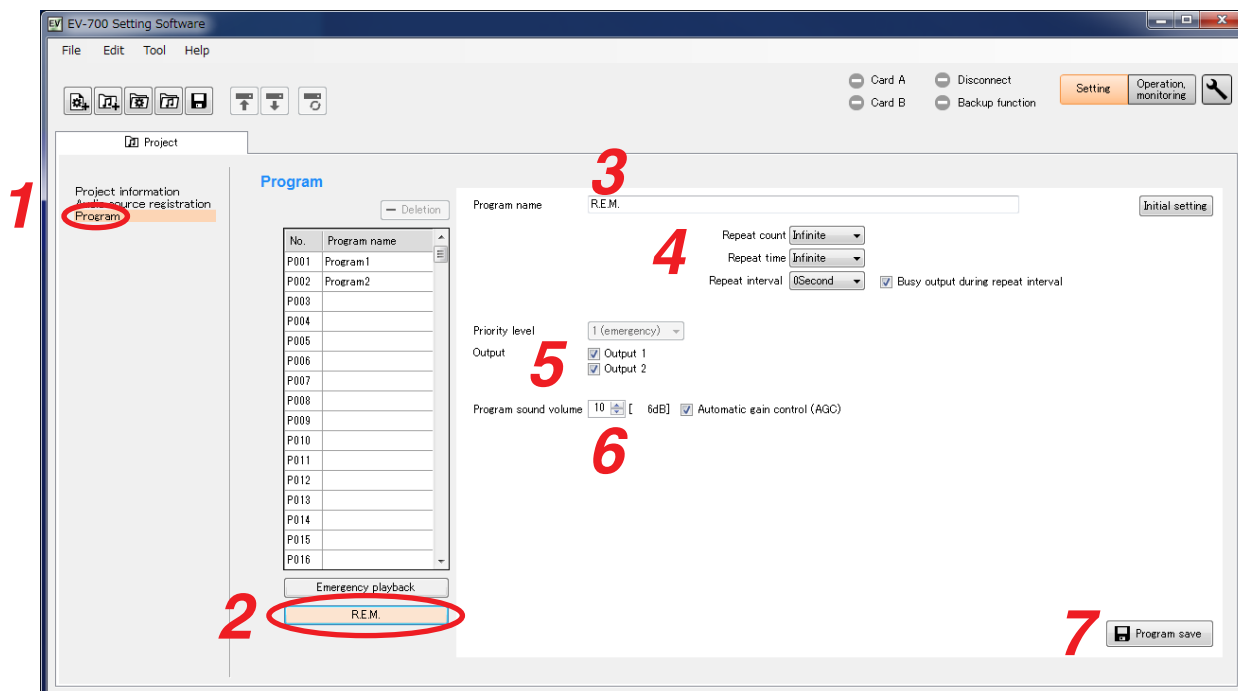 EV EV-700 Setting Software
File Edit Tool Help
Card A Disconnect
Card B Backup function
Setting
Operation, monitoring
Project
1
Project information
Audio source registration
Program
Program
Deletion
No. Program name
P001 Program1
P002 Program2
P003
P004
P005
P006
P007
P008
P009
P010
P011
P012
P013
P014
P015
P016
Emergency playback
2
R.E.M.
3
Program name R.E.M. Initial setting
4
Repeat count Infinite
Repeat time Infinite
Repeat interval 0Second Busy output during repeat interval
Priority level 1 (emergency)
Output Output 1
Output 2
5
Program sound volume 10 [ 6dB] Automatic gain control (AGC)
6
7
Program save